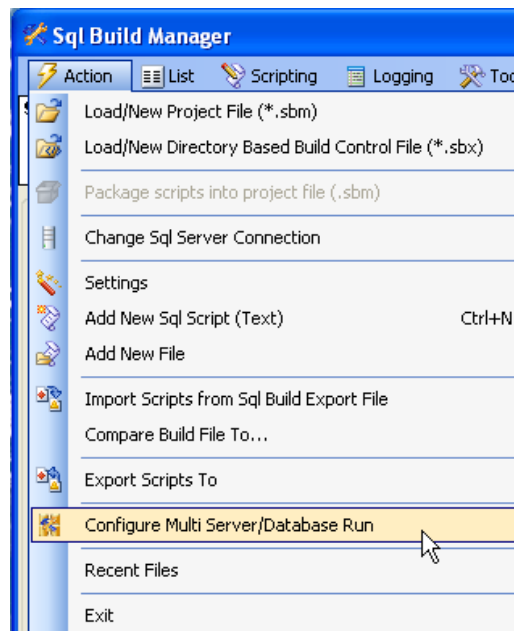 Sql Build Manager
Action List Scripting Logging
Load/New Project File (*.sbm)
Load/New Directory Based Build Control File (*.sbx)
Package scripts into project file (.sbm)
Change Sql Server Connection
Settings
Add New Sql Script (Text) Ctrl+N
Add New File
Import Scripts from Sql Build Export File
Compare Build File To...
Export Scripts To
Configure Multi Server/Database Run
Recent Files
Exit